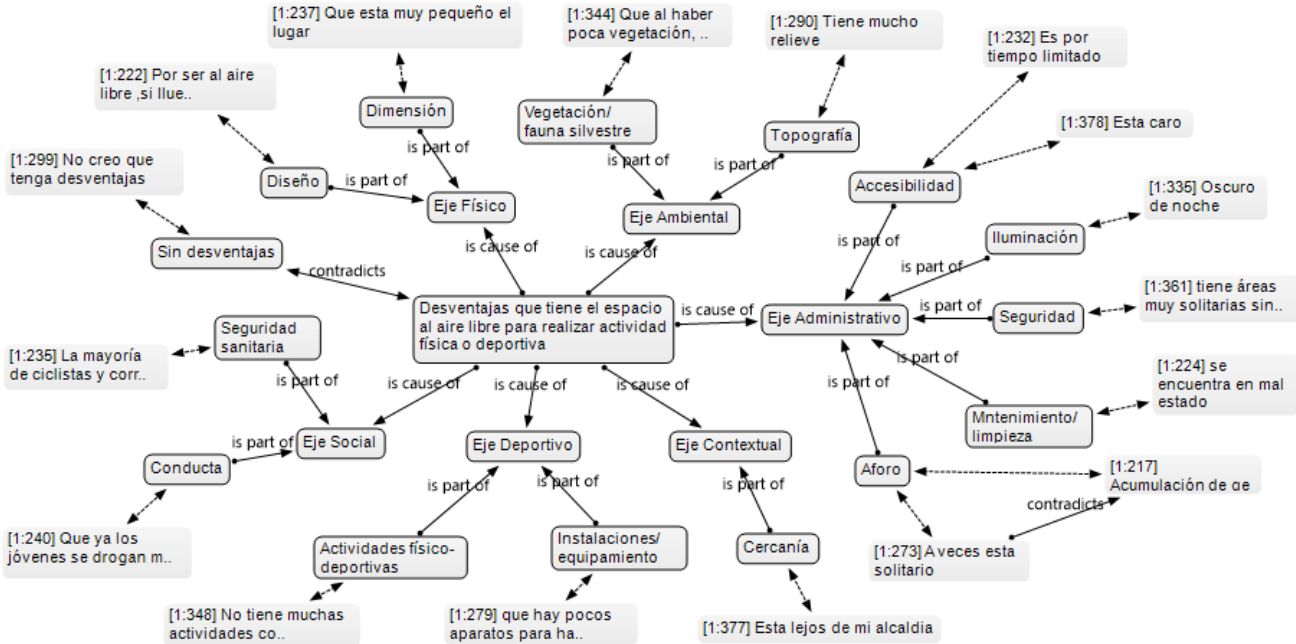 [1:237] Que esta muy pequeño el
lugar
[1:344] Que al haber
poca vegetación, ..
[1:290] Tiene mucho
relieve
[1:232] Es por
tiempo limitado
[1:222] Por ser al aire
libre ,si llue..
Dimensión
Vegetación/
fauna silvestre
Topografía
[1:378] Esta caro
is part of
is part of
is part of
[1:299] No creo que
tenga desventajas
Diseño
is part of
Eje Físico
Eje Ambiental
Accesibilidad
[1:335] Oscuro
de noche
Sin desventajas
is cause of
is cause of
is part of
Iluminación
contradicts
is part of
Desventajas que tiene el espacio
al aire libre para realizar actividad
física o deportiva
is cause of
Eje Administrativo
is part of
Seguridad
[1:361] tiene áreas
muy solitarias sin..
Seguridad
sanitaria
[1:235] La mayoría
de ciclistas y corr..
is part of
is cause of
is cause of
is cause of
is part of
is part of
[1:224] se
encuentra en mal
estado
Mntenimiento/
limpieza
is part of
Eje Social
Eje Deportivo
Eje Contextual
Conducta
Aforo
[1:217]
Acumulación de ge
is part of
is part of
is part of
contradicts
[1:240] Que ya los
jóvenes se drogan m..
Actividades físico-
deportivas
Instalaciones/
equipamiento
Cercanía
[1:273] A veces esta
solitario
[1:348] No tiene muchas
actividades co..
[1:279] que hay pocos
aparatos para ha..
[1:377] Esta lejos de mi alcaldia